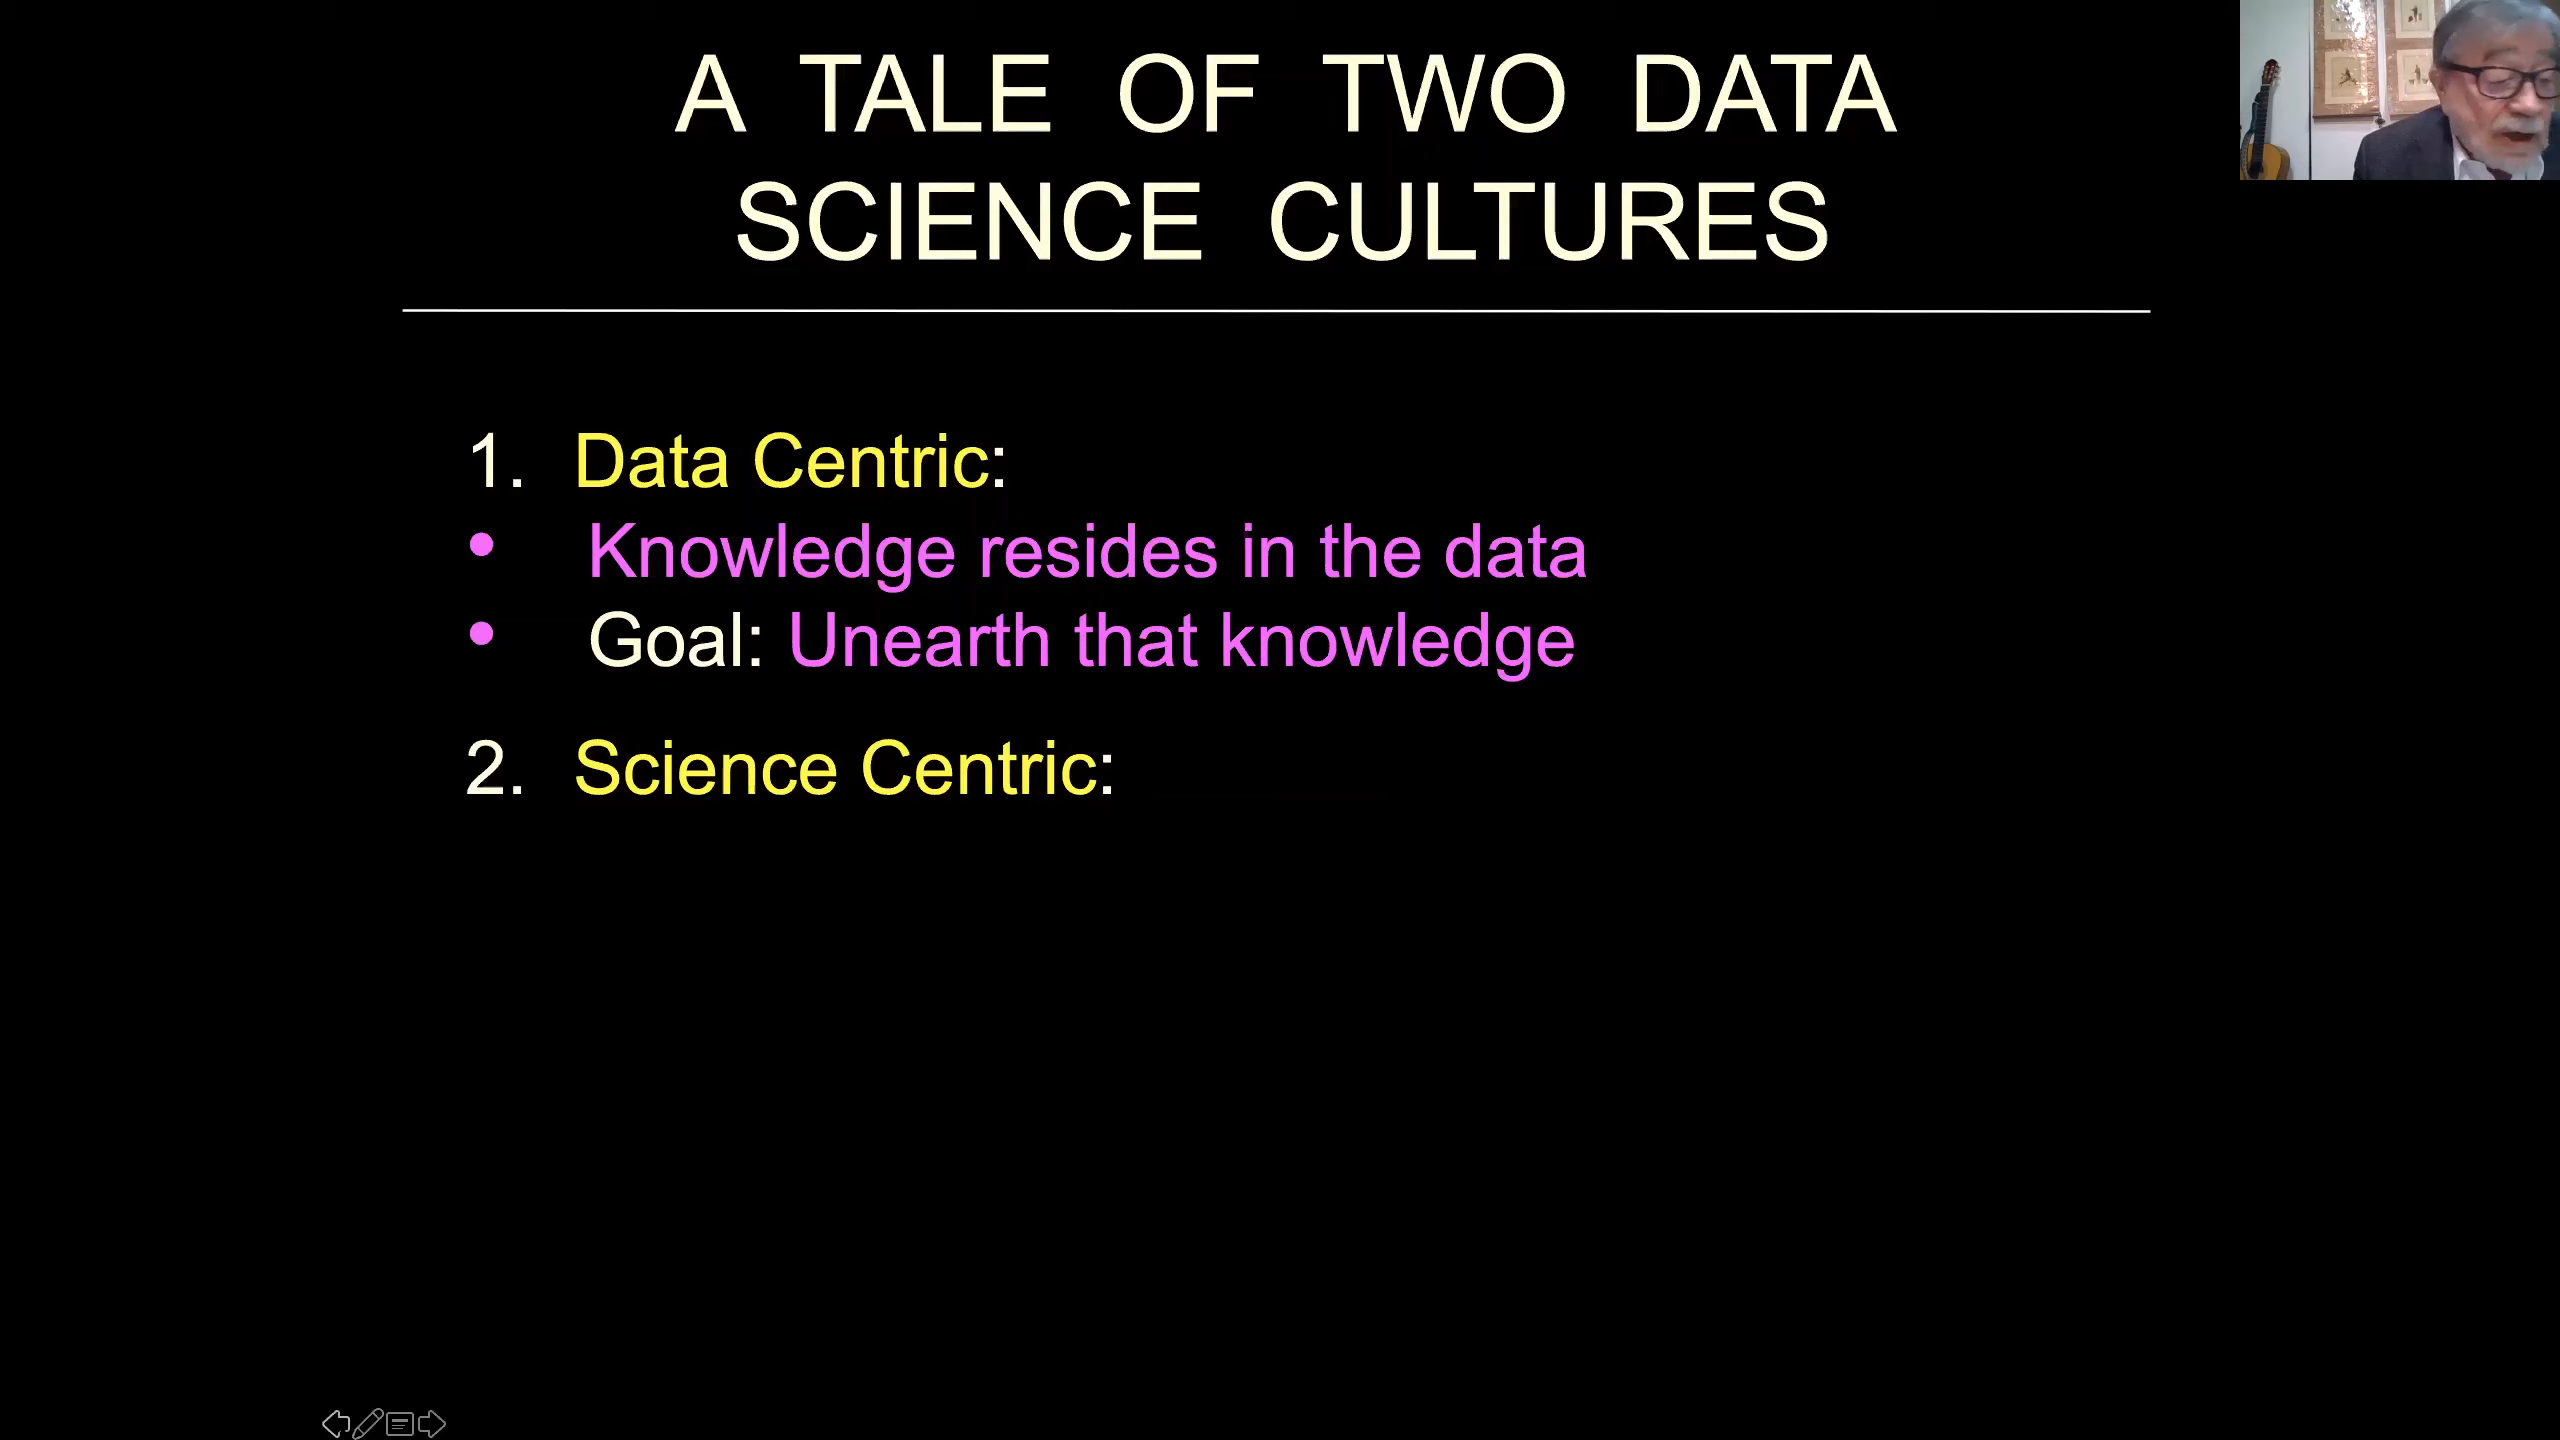 A TALE OF TWO DATA
SCIENCE CULTURES
1. Data Centric:
• Knowledge resides in the data
• Goal: Unearth that knowledge
2. Science Centric: